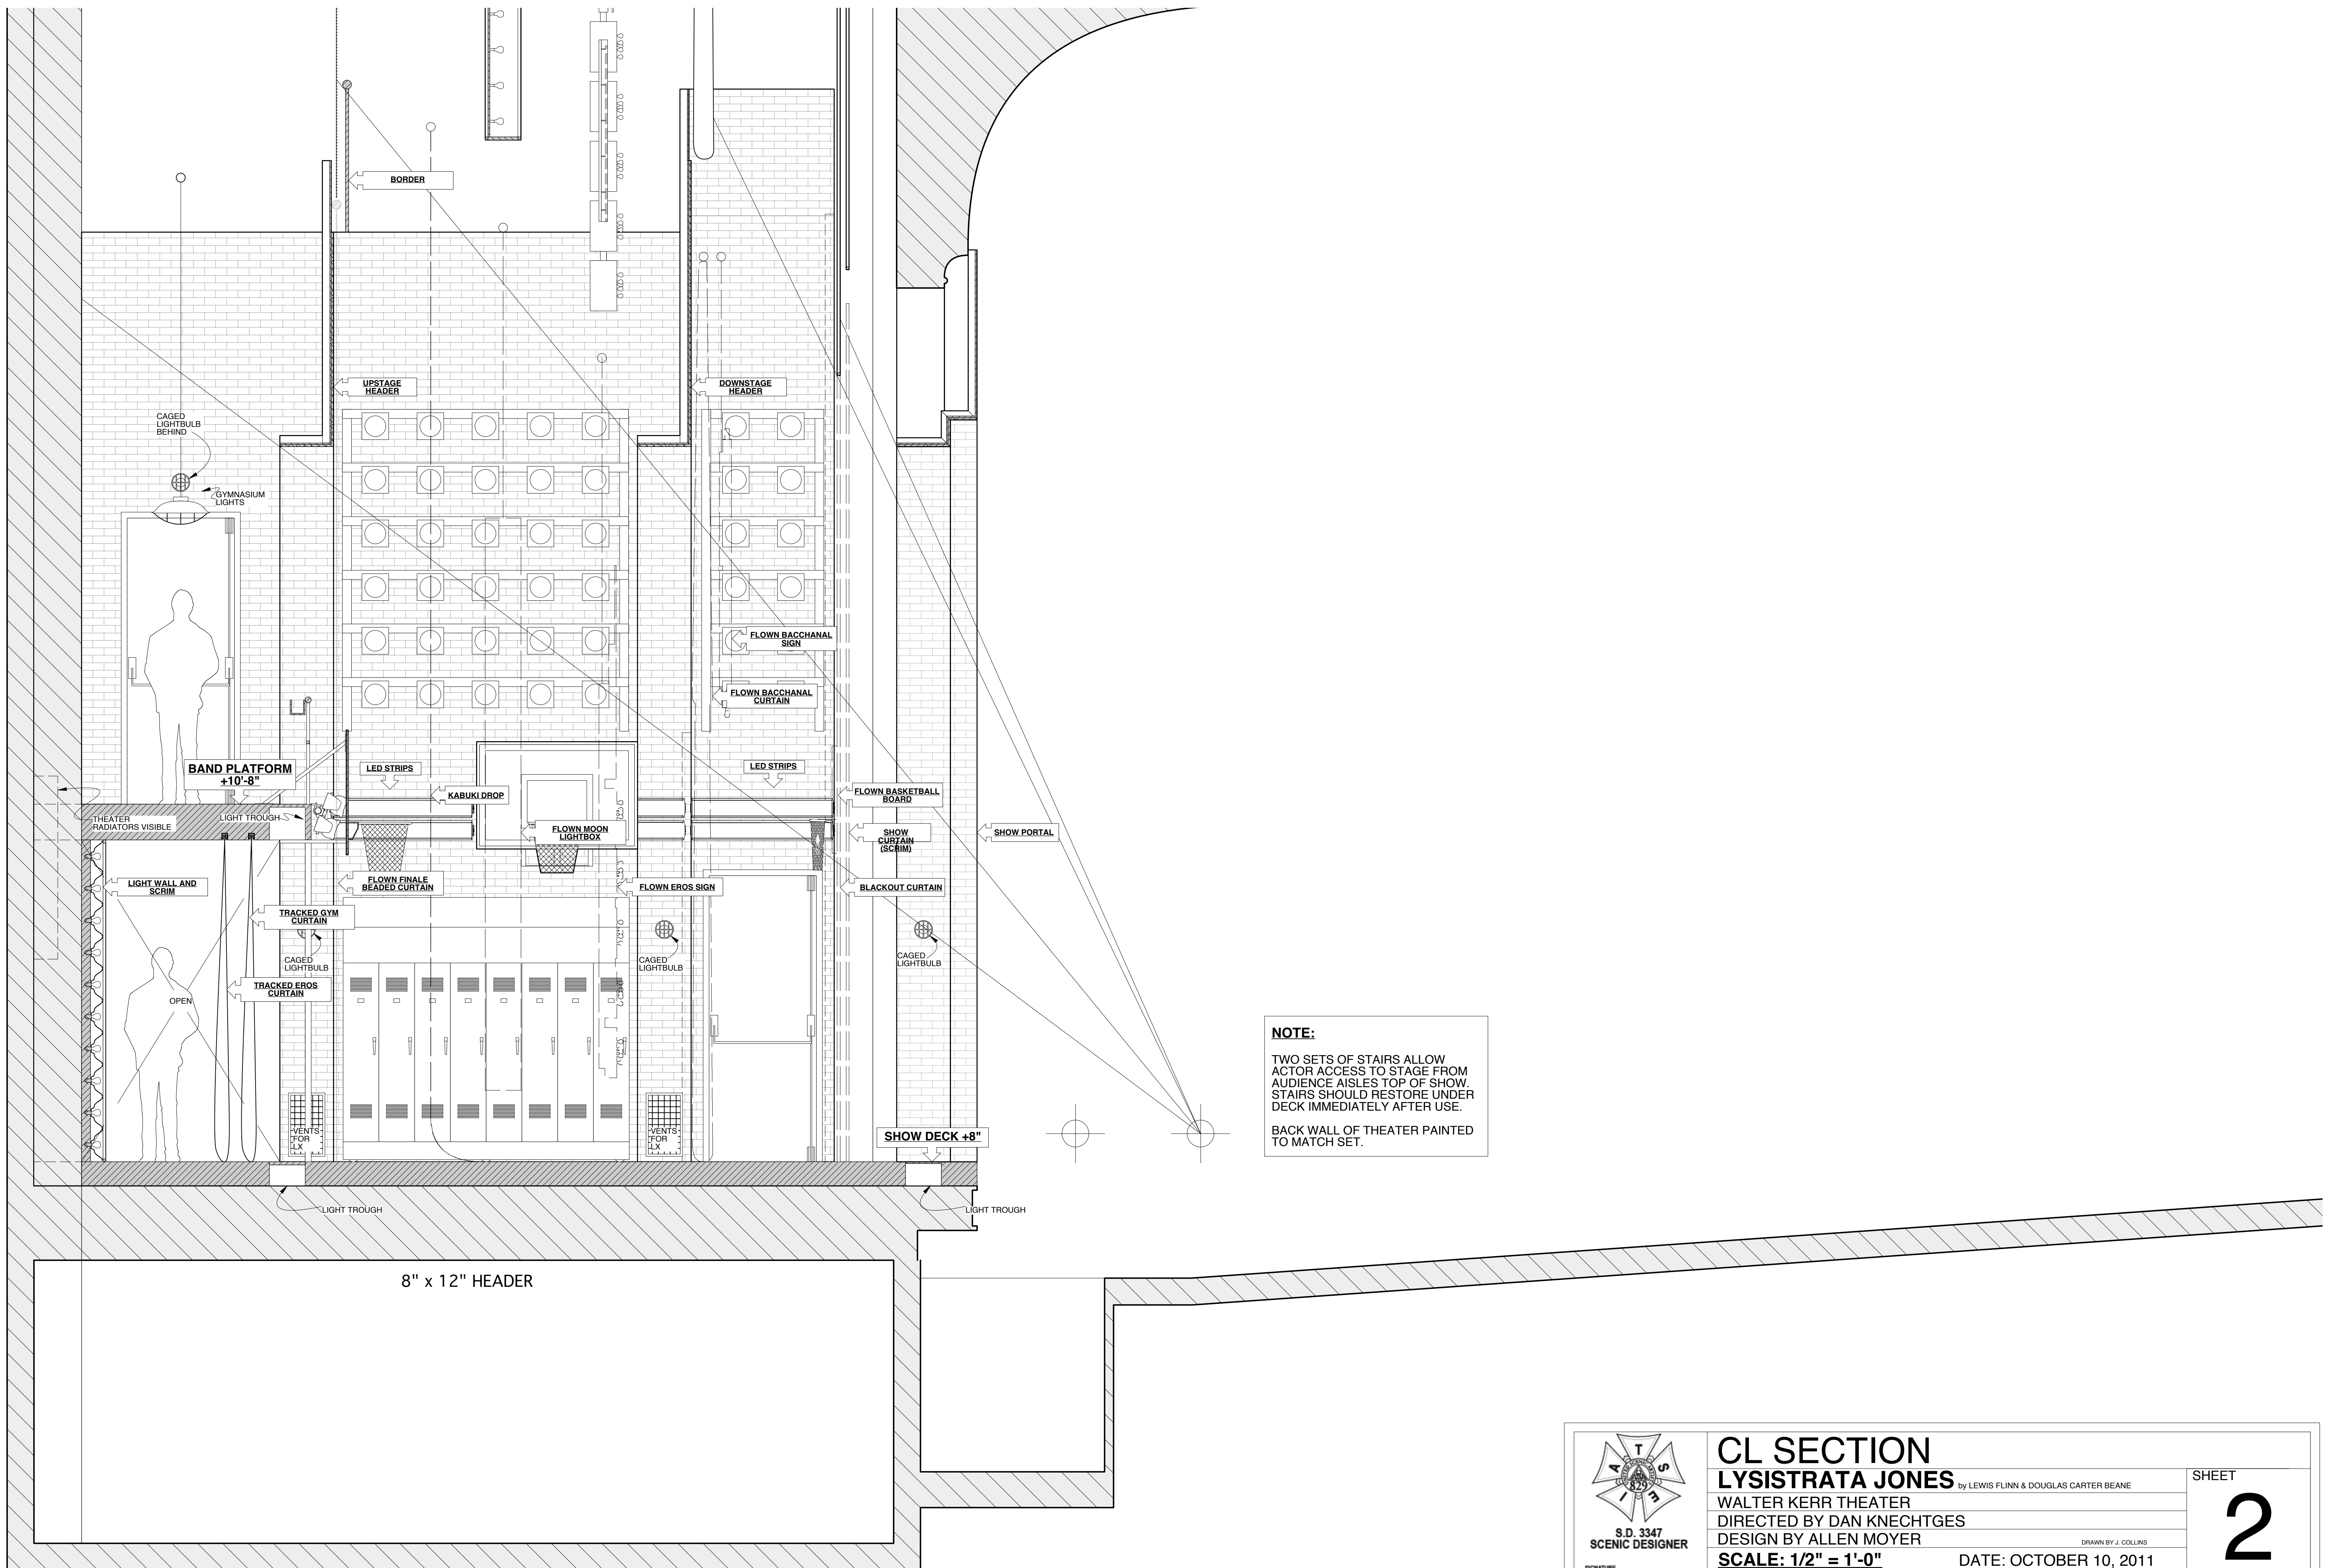 BORDER
UPSTAGE
HEADER
DOWNSTAGE
HEADER
CAGED
LIGHTBULB
BEHIND
GYMNASIUM
LIGHTS
FLOWN BACCHANAL
SIGN
FLOWN BACCHANAL
CURTAIN
BAND PLATFORM
+10'-8"
LED STRIPS
LED STRIPS
KABUKI DROP
FLOWN BASKETBALL
BOARD
THEATER
RADIATORS VISIBLE
LIGHT TROUGH
FLOWN MOON
LIGHTBOX
SHOW
CURTAIN
(SCRIM)
SHOW PORTAL
LIGHT WALL AND
SCRIM
FLOWN FINALE
BEADED CURTAIN
FLOWN EROS SIGN
BLACKOUT CURTAIN
TRACKED GYM
CURTAIN
CAGED
LIGHTBULB
CAGED
LIGHTBULB
CAGED
LIGHTBULB
TRACKED EROS
CURTAIN
OPEN
VENTS
FOR
LX
VENTS
FOR
LX
SHOW DECK +8"
LIGHT TROUGH
LIGHT TROUGH
NOTE:
TWO SETS OF STAIRS ALLOW
ACTOR ACCESS TO STAGE FROM
AUDIENCE AISLES TOP OF SHOW.
STAIRS SHOULD RESTORE UNDER
DECK IMMEDIATELY AFTER USE.
BACK WALL OF THEATER PAINTED
TO MATCH SET.
8" x 12" HEADER
I A T S E
829
S.D. 3347
SCENIC DESIGNER
CL SECTION
LYSISTRATA JONES by LEWIS FLINN & DOUGLAS CARTER BEANE
WALTER KERR THEATER
DIRECTED BY DAN KNECHTGES
DESIGN BY ALLEN MOYER
DRAWN BY J. COLLINS
SCALE: 1/2" = 1'-0"
DATE: OCTOBER 10, 2011
SHEET
2